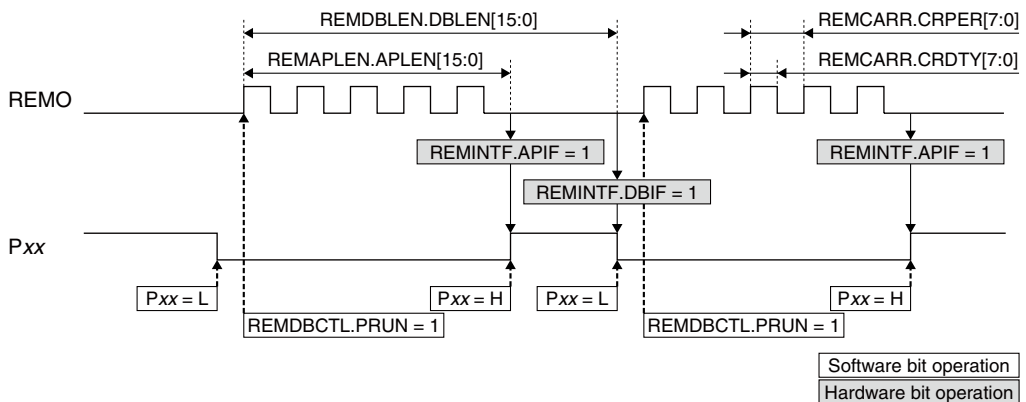 REMDBLEN.DBLEN[15:0]
REMCARR.CRPER[7:0]
REMAPLEN.APLEN[15:0]
REMCARR.CRDTY[7:0]
REMO
REMINTF.APIF = 1
REMINTF.APIF = 1
REMINTF.DBIF = 1
Pxx
Pxx = L
Pxx = H
Pxx = L
Pxx = H
REMDBCTL.PRUN = 1
REMDBCTL.PRUN = 1
Software bit operation
Hardware bit operation